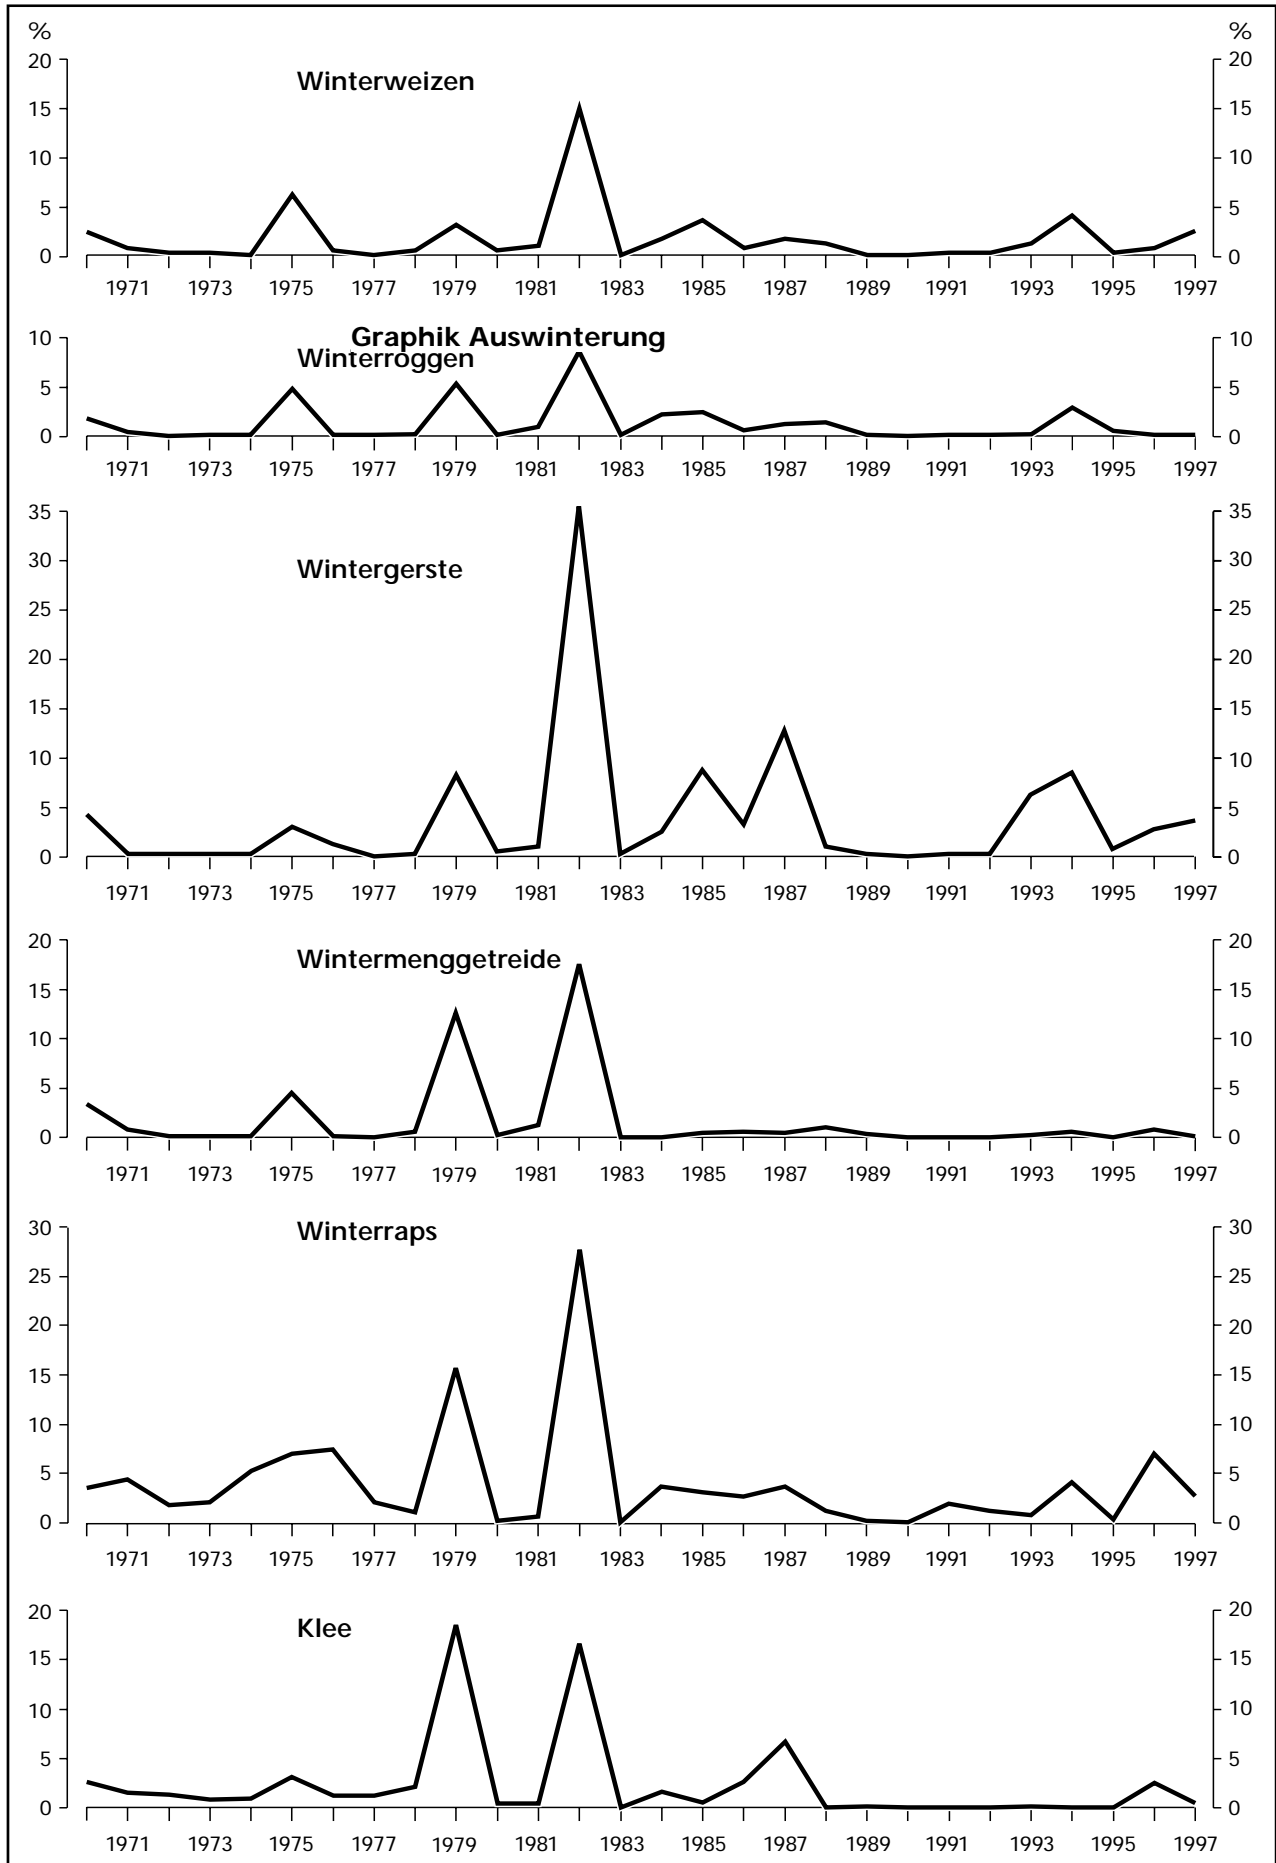 % %
20 Winterweizen 20
15 15
10 10
5 5
0 0
1971 1973 1975 1977 1979 1981 1983 1985 1987 1989 1991 1993 1995 1997
Graphik Auswinterung
10 Winterroggen 10
5 5
0 0
1971 1973 1975 1977 1979 1981 1983 1985 1987 1989 1991 1993 1995 1997
35 35
30 30
Wintergerste
25 25
20 20
15 15
10 10
5 5
0 0
1971 1973 1975 1977 1979 1981 1983 1985 1987 1989 1991 1993 1995 1997
20 20
Wintermenggetreide
15 15
10 10
5 5
0 0
1971 1973 1975 1977 1979 1981 1983 1985 1987 1989 1991 1993 1995 1997
30 Winterraps 30
25 25
20 20
15 15
10 10
5 5
0 0
1971 1973 1975 1977 1979 1981 1983 1985 1987 1989 1991 1993 1995 1997
20 20
Klee
15 15
10 10
5 5
0 0
1971 1973 1975 1977 1979 1981 1983 1985 1987 1989 1991 1993 1995 1997